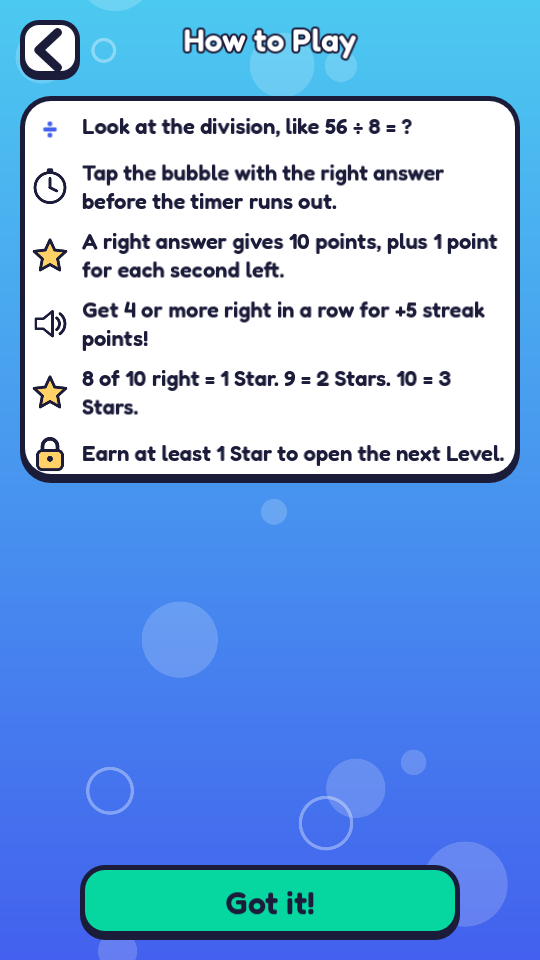 How to Play
Look at the division, like 56 ÷ 8 = ?
Tap the bubble with the right answer
before the timer runs out.
A right answer gives 10 points, plus 1 point
for each second left.
Get 4 or more right in a row for +5 streak
points!
8 of 10 right = 1 Star. 9 = 2 Stars. 10 = 3
Stars.
Earn at least 1 Star to open the next Level.
Got it!